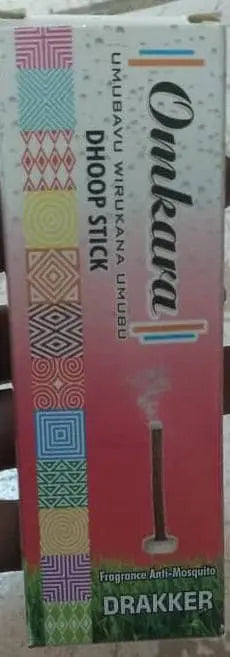 Omkara
UMUBAVU WIRUKANA UMUBU
DHOOP STICK
Fragrance Anti-Mosquito
DRAKKER